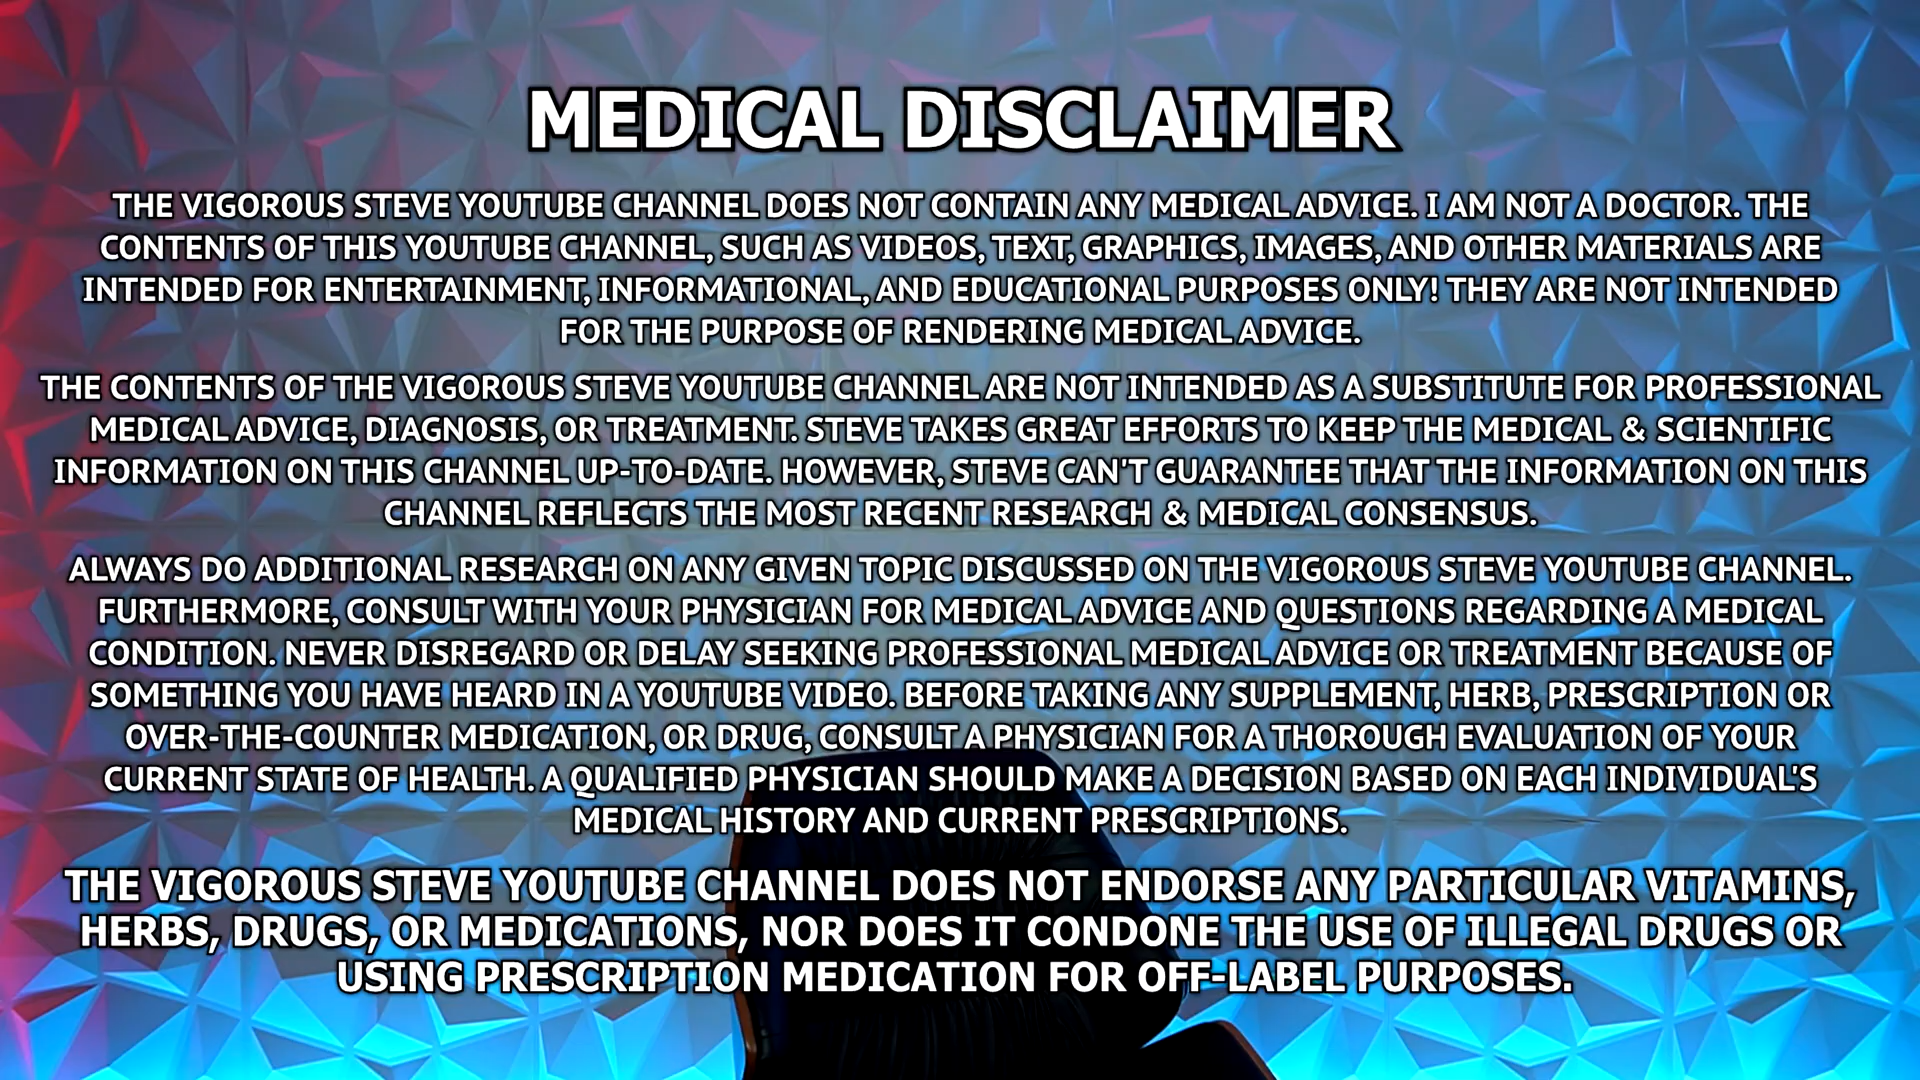 MEDICAL DISCLAIMER
THE VIGOROUS STEVE YOUTUBE CHANNEL DOES NOT CONTAIN ANY MEDICAL ADVICE. I AM NOT A DOCTOR. THE
CONTENTS OF THIS YOUTUBE CHANNEL, SUCH AS VIDEOS, TEXT, GRAPHICS, IMAGES, AND OTHER MATERIALS ARE
INTENDED FOR ENTERTAINMENT, INFORMATIONAL, AND EDUCATIONAL PURPOSES ONLY! THEY ARE NOT INTENDED
FOR THE PURPOSE OF RENDERING MEDICAL ADVICE.
THE CONTENTS OF THE VIGOROUS STEVE YOUTUBE CHANNEL ARE NOT INTENDED AS A SUBSTITUTE FOR PROFESSIONAL
MEDICAL ADVICE, DIAGNOSIS, OR TREATMENT. STEVE TAKES GREAT EFFORTS TO KEEP THE MEDICAL & SCIENTIFIC
INFORMATION ON THIS CHANNEL UP-TO-DATE. HOWEVER, STEVE CAN'T GUARANTEE THAT THE INFORMATION ON THIS
CHANNEL REFLECTS THE MOST RECENT RESEARCH & MEDICAL CONSENSUS.
ALWAYS DO ADDITIONAL RESEARCH ON ANY GIVEN TOPIC DISCUSSED ON THE VIGOROUS STEVE YOUTUBE CHANNEL.
FURTHERMORE, CONSULT WITH YOUR PHYSICIAN FOR MEDICAL ADVICE AND QUESTIONS REGARDING A MEDICAL
CONDITION. NEVER DISREGARD OR DELAY SEEKING PROFESSIONAL MEDICAL ADVICE OR TREATMENT BECAUSE OF
SOMETHING YOU HAVE HEARD IN A YOUTUBE VIDEO. BEFORE TAKING ANY SUPPLEMENT, HERB, PRESCRIPTION OR
OVER-THE-COUNTER MEDICATION, OR DRUG, CONSULT A PHYSICIAN FOR A THOROUGH EVALUATION OF YOUR
CURRENT STATE OF HEALTH. A QUALIFIED PHYSICIAN SHOULD MAKE A DECISION BASED ON EACH INDIVIDUAL'S
MEDICAL HISTORY AND CURRENT PRESCRIPTIONS.
THE VIGOROUS STEVE YOUTUBE CHANNEL DOES NOT ENDORSE ANY PARTICULAR VITAMINS,
HERBS, DRUGS, OR MEDICATIONS, NOR DOES IT CONDONE THE USE OF ILLEGAL DRUGS OR
USING PRESCRIPTION MEDICATION FOR OFF-LABEL PURPOSES.